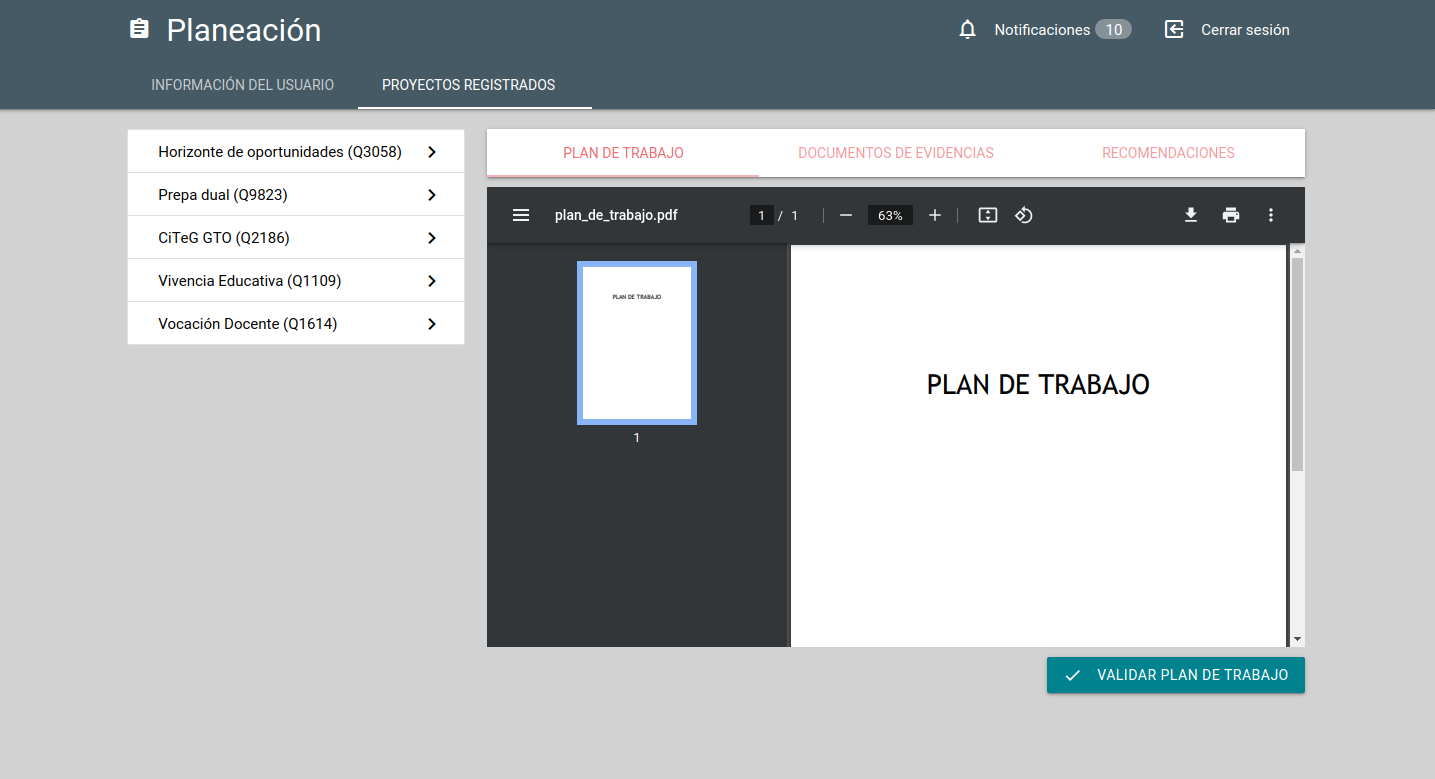 Planeación
Notificaciones 10
Cerrar sesión
INFORMACIÓN DEL USUARIO
PROYECTOS REGISTRADOS
Horizonte de oportunidades (Q3058)
Prepa dual (Q9823)
CiTeG GTO (Q2186)
Vivencia Educativa (Q1109)
Vocación Docente (Q1614)
PLAN DE TRABAJO
DOCUMENTOS DE EVIDENCIAS
RECOMENDACIONES
plan_de_trabajo.pdf
1 / 1
63%
PLAN DE TRABAJO
1
PLAN DE TRABAJO
VALIDAR PLAN DE TRABAJO